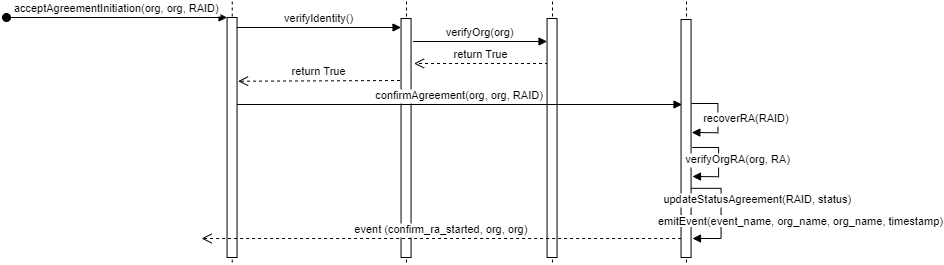 acceptAgreementInitiation(org, org, RAID)
verifyIdentity()
verifyOrg(org)
return True
return True
confirmAgreement(org, org, RAID)
recoverRA(RAID)
verifyOrgRA(org, RA)
updateStatusAgreement(RAID, status)
emitEvent(event_name, org_name, org_name, timestamp)
event (confirm_ra_started, org, org)